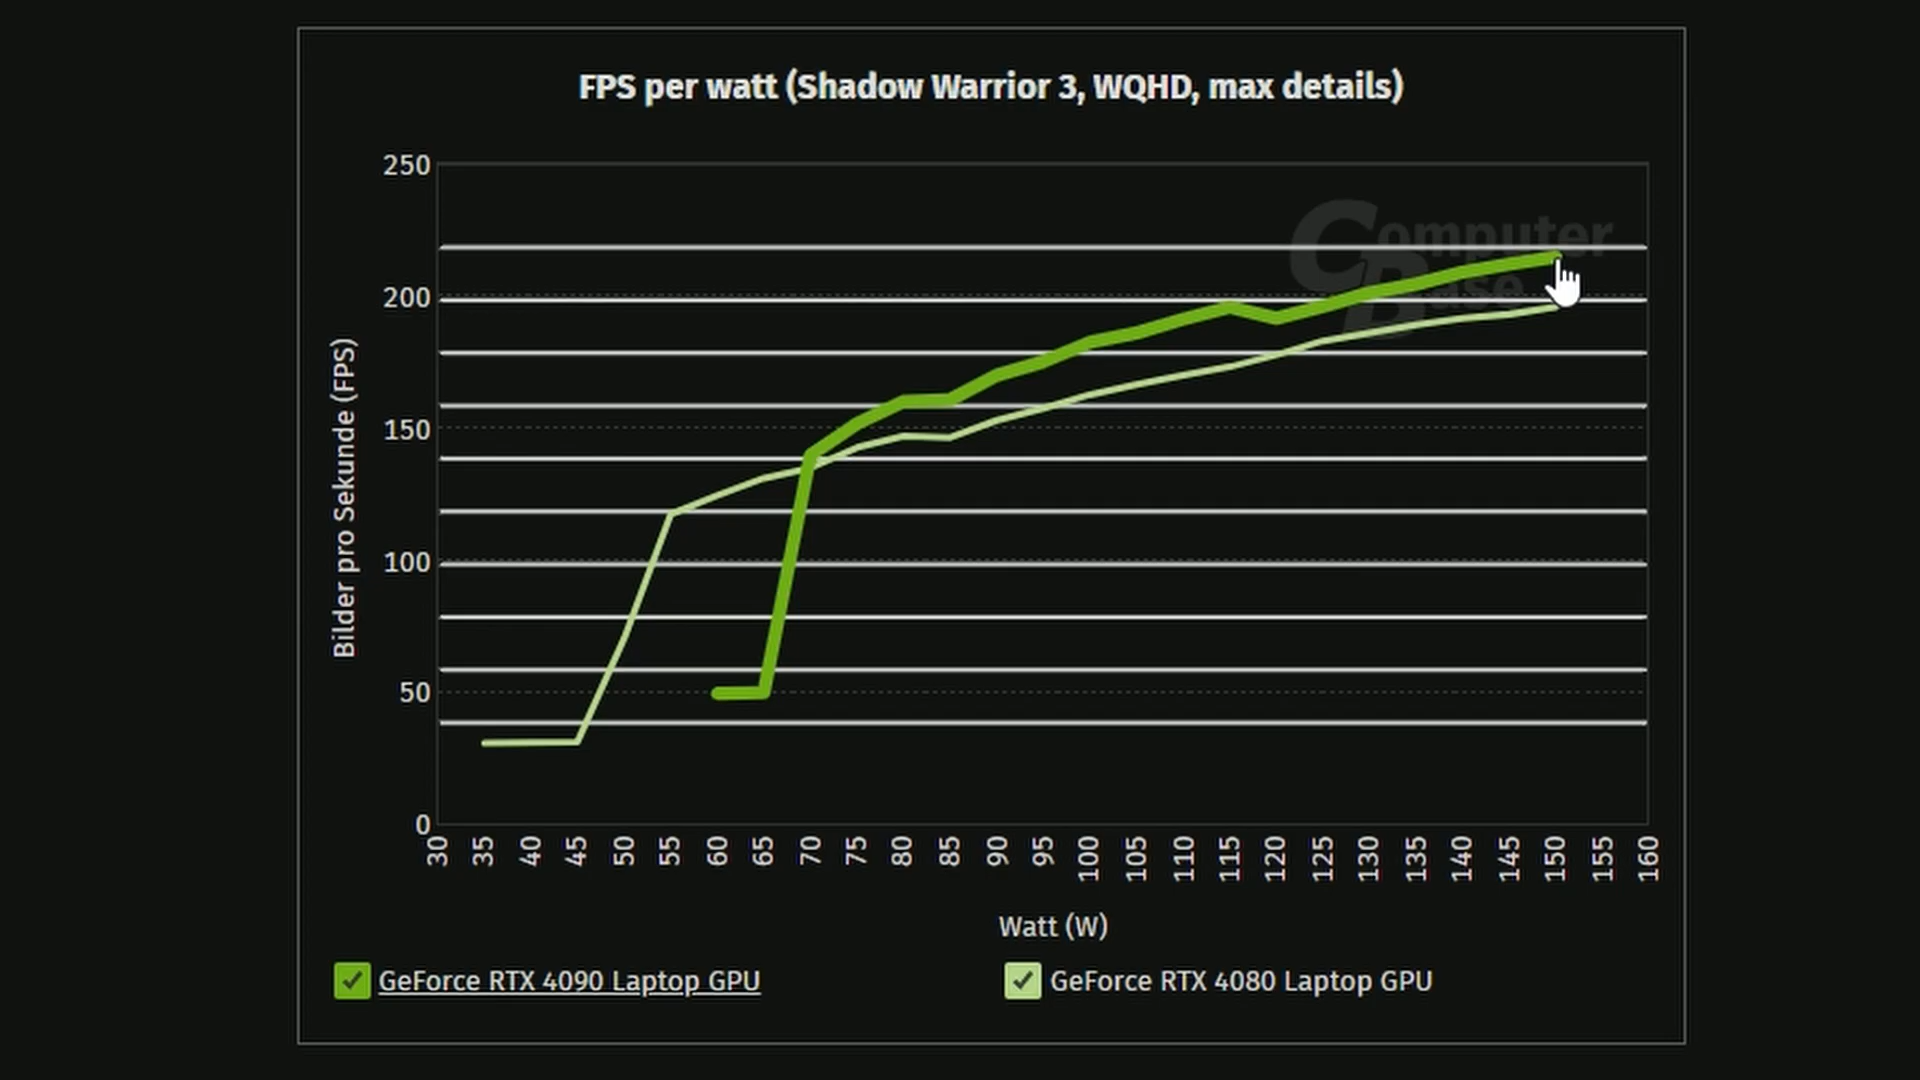 FPS per watt (Shadow Warrior 3, WQHD, max details)
Computer
Base
Bilder pro Sekunde (FPS)
250
200
150
100
50
0
30 35 40 45 50 55 60 65 70 75 80 85 90 95 100 105 110 115 120 125 130 135 140 145 150 155 160
Watt (W)
GeForce RTX 4090 Laptop GPU
GeForce RTX 4080 Laptop GPU